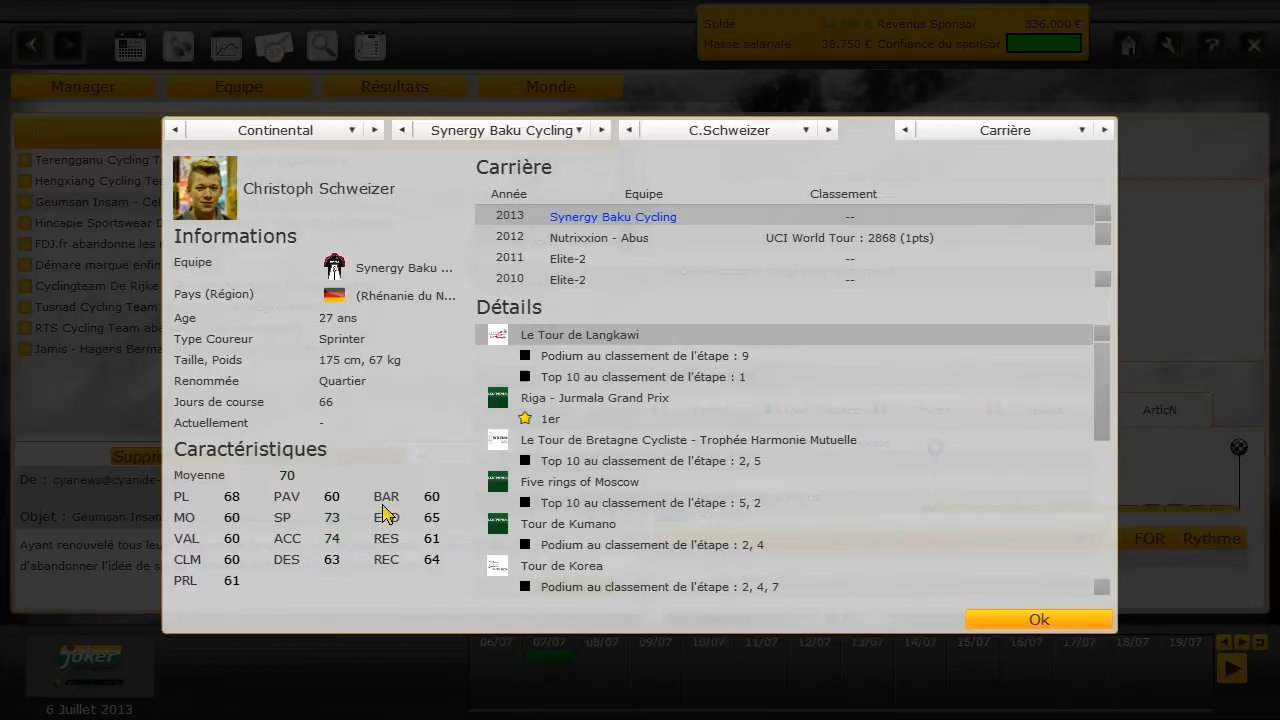 Solde Revenus Sponsor 336.000 €
Masse salariale 38.750 € Confiance du sponsor
Manager Equipe Résultats Monde
Continental Synergy Baku Cycling C.Schweizer Carrière
Terengganu Cycling T
Hengxiang Cycling Te
Geumsan Insam - Cel
Hincapie Sportswear D
FDJ.fr abandonne les
Démare marque enfin
Cyclingteam De Rijke
Tusnad Cycling Team
RTS Cycling Team aba
Jamis - Hagens Berma
Suppri
De : cyanews@cyanide-
Objet : Geumsan Insan
Ayant renouvelé tous leu
d'abandonner l'idée de s
Christoph Schweizer
Informations
Equipe Synergy Baku ...
Pays (Région) (Rhénanie du N...
Age 27 ans
Type Coureur Sprinter
Taille, Poids 175 cm, 67 kg
Renommée Quartier
Jours de course 66
Actuellement -
Caractéristiques
Moyenne 70
PL 68 PAV 60 BAR 60
MO 60 SP 73 65
VAL 60 ACC 74 RES 61
CLM 60 DES 63 REC 64
PRL 61
Carrière
Année Equipe Classement
2013 Synergy Baku Cycling --
2012 Nutrixxion - Abus UCI World Tour : 2868 (1pts)
2011 Elite-2 --
2010 Elite-2 --
Détails
Le Tour de Langkawi
Podium au classement de l'étape : 9
Top 10 au classement de l'étape : 1
Riga - Jurmala Grand Prix
1er
Le Tour de Bretagne Cycliste - Trophée Harmonie Mutuelle
Top 10 au classement de l'étape : 2, 5
Five rings of Moscow
Top 10 au classement de l'étape : 5, 2
Tour de Kumano
Podium au classement de l'étape : 2, 4
Tour de Korea
Podium au classement de l'étape : 2, 4, 7
Ok
ArticN
FOR Rythme
joker
6 Juillet 2013
06/07 07/07 08/07 09/07 10/07 11/07 12/07 13/07 14/07 15/07 16/07 17/07 18/07 19/07